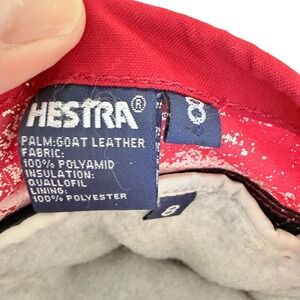 HESTRA®
PALM:GOAT LEATHER
FABRIC:
100% POLYAMID
INSULATION:
QUALLOFIL
LINING:
100% POLYESTER
8
8